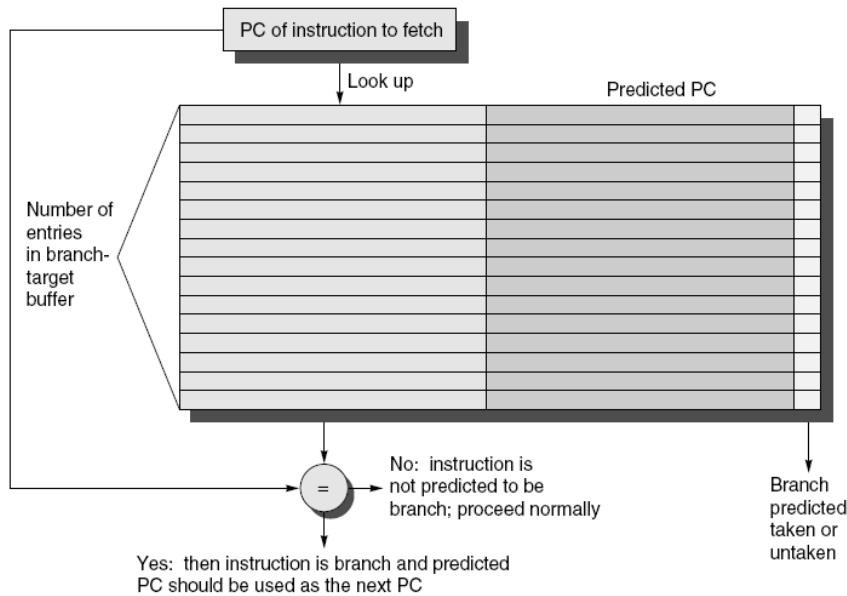 PC of instruction to fetch
Look up
Predicted PC
Number of
entries
in branch-
target
buffer
=
No: instruction is
not predicted to be
branch; proceed normally
Branch
predicted
taken or
untaken
Yes: then instruction is branch and predicted
PC should be used as the next PC